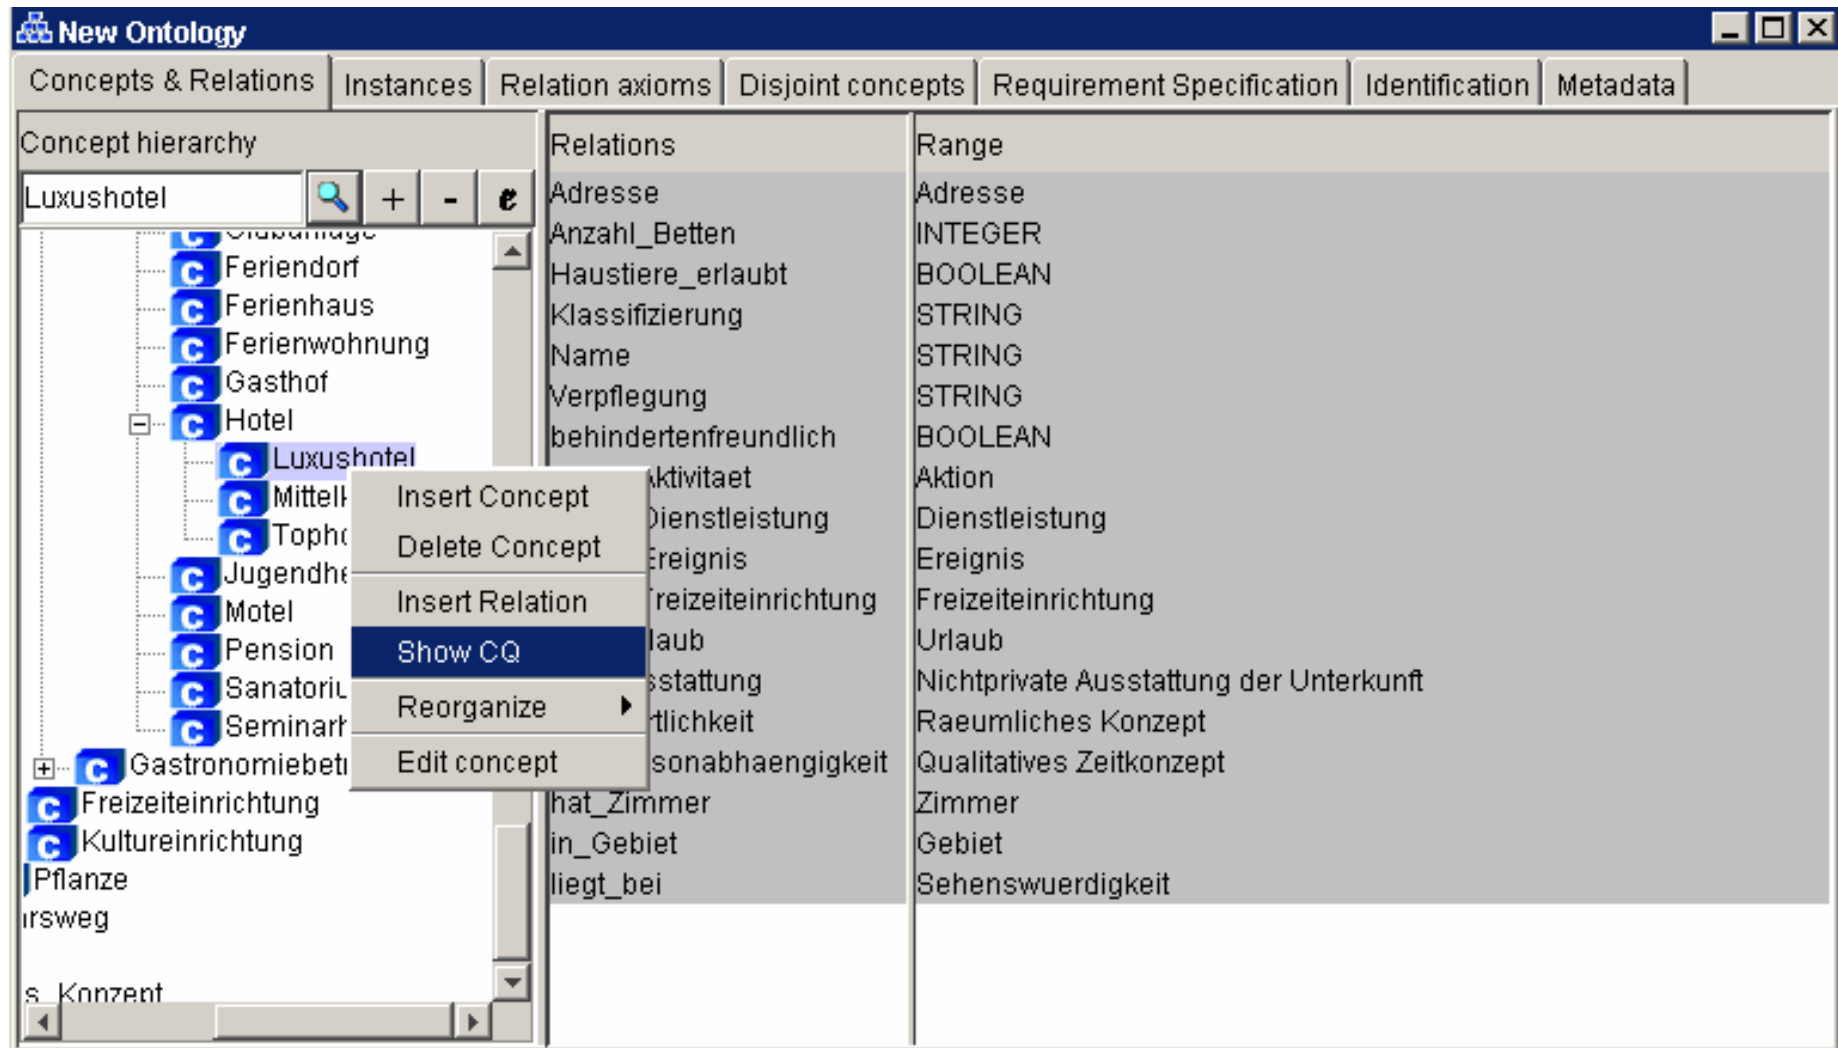 New Ontology
Concepts & Relations Instances Relation axioms Disjoint concepts Requirement Specification Identification Metadata
Concept hierarchy
Luxushotel + - e
Feriendorf
Ferienhaus
Ferienwohnung
Gasthof
Hotel
Luxushotel
Motel
Pension
Freizeiteinrichtung
Kultureinrichtung
Pflanze
Insert Concept
Delete Concept
Insert Relation
Show CQ
Reorganize
Edit concept
Relations Range
Adresse Adresse
Anzahl_Betten INTEGER
Haustiere_erlaubt BOOLEAN
Klassifizierung STRING
Name STRING
Verpflegung STRING
behindertenfreundlich BOOLEAN
Aktion
Dienstleistung Dienstleistung
Ereignis
Freizeiteinrichtung
Urlaub
Nichtprivate Ausstattung der Unterkunft
Raeumliches Konzept
Qualitatives Zeitkonzept
hat_Zimmer Zimmer
in_Gebiet Gebiet
liegt_bei Sehenswuerdigkeit